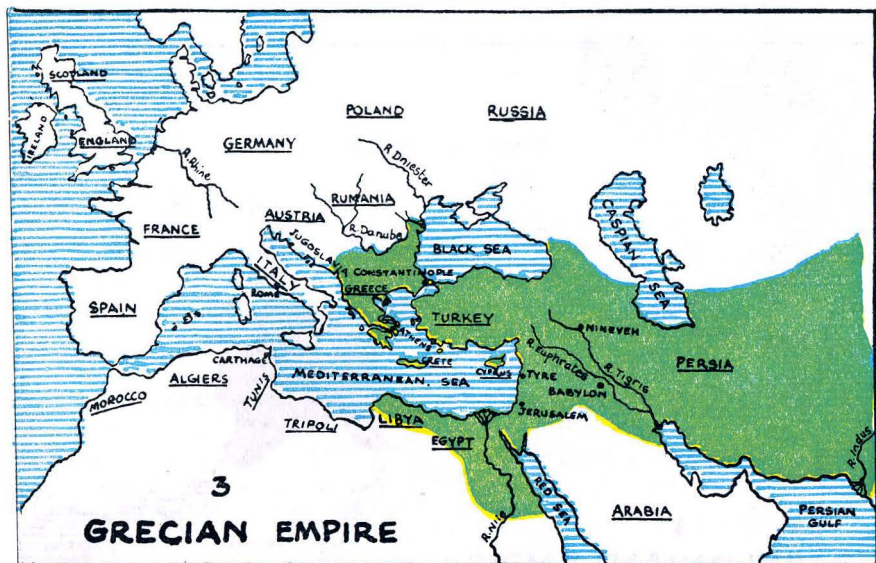 SCOTLAND
IRELAND
ENGLAND
POLAND
RUSSIA
GERMANY
R. Rhine
R. Dniester
RUMANIA
FRANCE
AUSTRIA
R. Danube
JUGOSLAVIA
ITALY
BLACK SEA
CASPIAN
SEA
CONSTANTINOPLE
GREECE
ROME
SPAIN
TURKEY
NINEVEH
ATHENS
R. Euphrates
R. Tigris
PERSIA
CARTHAGE
CRETE
CYPRUS
TYRE
BABYLON
ALGIERS
MEDITERRANEAN SEA
MOROCCO
TUNIS
JERUSALEM
TRIPOLI
LIBYA
EGYPT
R. Indus
3
GRECIAN EMPIRE
R. Nile
RED SEA
ARABIA
PERSIAN
GULF